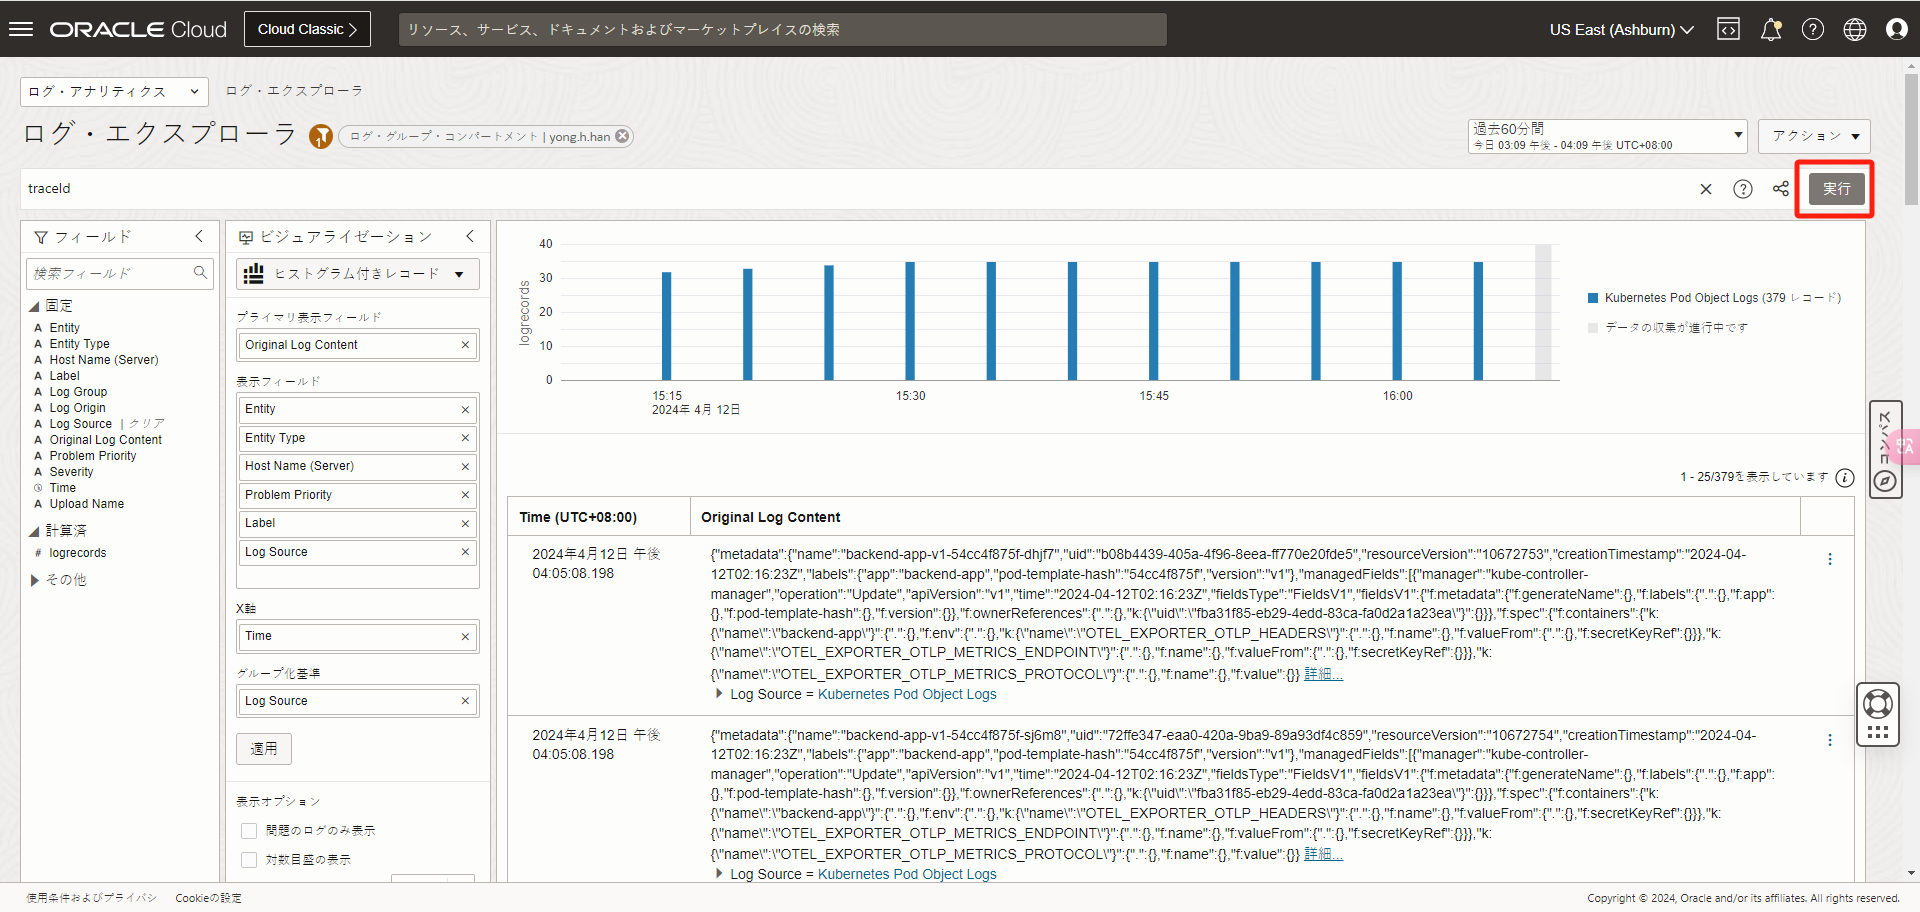 ORACLE Cloud
Cloud Classic
リソース、サービス、ドキュメントおよびマーケットプレイスの検索
US East (Ashburn)
ログ・アナリティクス
ログ・エクスプローラ
ログ・エクスプローラ
1
ログ・グループ・コンパートメント | yong.h.han
過去60分間
今日 03:09 午後 - 04:09 午後 UTC+08:00
アクション
traceId
実行
フィールド
検索フィールド
固定
A Entity
A Entity Type
A Host Name (Server)
A Label
A Log Group
A Log Origin
A Log Source | クリア
A Original Log Content
A Problem Priority
A Severity
Time
A Upload Name
計算済
# logrecords
その他
ビジュアライゼーション
ヒストグラム付きレコード
プライマリ表示フィールド
Original Log Content
表示フィールド
Entity
Entity Type
Host Name (Server)
Problem Priority
Label
Log Source
X軸
Time
グループ化基準
Log Source
適用
表示オプション
問題のログのみ表示
対数目盛の表示
logrecords
40
30
20
10
0
15:15
2024年 4月 12日
15:30
15:45
16:00
Kubernetes Pod Object Logs (379 レコード)
データの収集が進行中です
1 - 25/379を表示しています
Time (UTC+08:00)
Original Log Content
2024年4月12日 午後
04:05:08.198
{"metadata":{"name":"backend-app-v1-54cc4f875f-dhjf7","uid":"b08b4439-405a-4f96-8eea-ff770e20fde5","resourceVersion":"10672753","creationTimestamp":"2024-04-
12T02:16:23Z","labels":{"app":"backend-app","pod-template-hash":"54cc4f875f","version":"v1"},"managedFields":[{"manager":"kube-controller-
manager","operation":"Update","apiVersion":"v1","time":"2024-04-12T02:16:23Z","fieldsType":"FieldsV1","fieldsV1":{"f:metadata":{"f:generateName":{},"f:labels":{".":{},"f:app":
{},"f:pod-template-hash":{},"f:version":{}},"f:ownerReferences":{".":{},"k:{\"uid\":\"fba31f85-eb29-4edd-83ca-fa0d2a1a23ea\"}":{}}},"f:spec":{"f:containers":{"k:
{\"name\":\"backend-app\"}":{".":{},"f:env":{".":{},"k:{\"name\":\"OTEL_EXPORTER_OTLP_HEADERS\"}":{".":{},"f:name":{},"f:valueFrom":{".":{},"f:secretKeyRef":{}}},"k:
{\"name\":\"OTEL_EXPORTER_OTLP_METRICS_ENDPOINT\"}":{".":{},"f:name":{},"f:valueFrom":{".":{},"f:secretKeyRef":{}}},"k:
{\"name\":\"OTEL_EXPORTER_OTLP_METRICS_PROTOCOL\"}":{".":{},"f:name":{},"f:value":{}} 詳細...
Log Source = Kubernetes Pod Object Logs
2024年4月12日 午後
04:05:08.198
{"metadata":{"name":"backend-app-v1-54cc4f875f-sj6m8","uid":"72ffe347-eaa0-420a-9ba9-89a93df4c859","resourceVersion":"10672754","creationTimestamp":"2024-04-
12T02:16:23Z","labels":{"app":"backend-app","pod-template-hash":"54cc4f875f","version":"v1"},"managedFields":[{"manager":"kube-controller-
manager","operation":"Update","apiVersion":"v1","time":"2024-04-12T02:16:23Z","fieldsType":"FieldsV1","fieldsV1":{"f:metadata":{"f:generateName":{},"f:labels":{".":{},"f:app":
{},"f:pod-template-hash":{},"f:version":{}},"f:ownerReferences":{".":{},"k:{\"uid\":\"fba31f85-eb29-4edd-83ca-fa0d2a1a23ea\"}":{}}},"f:spec":{"f:containers":{"k:
{\"name\":\"backend-app\"}":{".":{},"f:env":{".":{},"k:{\"name\":\"OTEL_EXPORTER_OTLP_HEADERS\"}":{".":{},"f:name":{},"f:valueFrom":{".":{},"f:secretKeyRef":{}}},"k:
{\"name\":\"OTEL_EXPORTER_OTLP_METRICS_ENDPOINT\"}":{".":{},"f:name":{},"f:valueFrom":{".":{},"f:secretKeyRef":{}}},"k:
{\"name\":\"OTEL_EXPORTER_OTLP_METRICS_PROTOCOL\"}":{".":{},"f:name":{},"f:value":{}} 詳細...
Log Source = Kubernetes Pod Object Logs
使用条件およびプライバシ
Cookieの設定
Copyright © 2024, Oracle and/or its affiliates. All rights reserved.